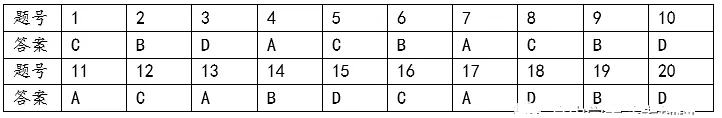 题号 1 2 3 4 5 6 7 8 9 10
答案 C B D A C B A C B D
题号 11 12 13 14 15 16 17 18 19 20
答案 A C A B D C A D B D